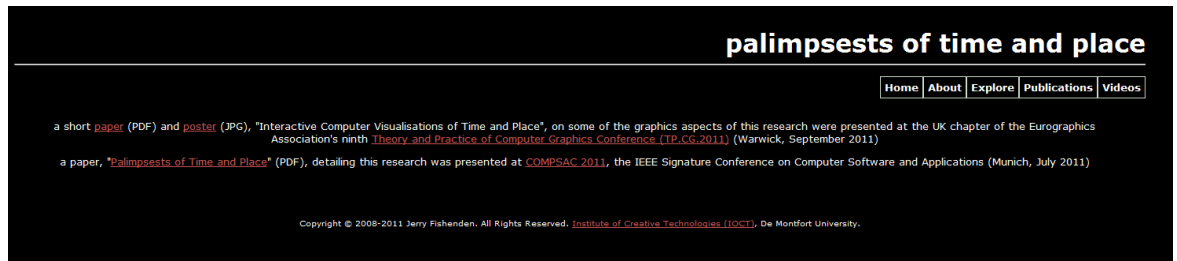 palimpsests of time and place
Home About Explore Publications Videos
a short paper (PDF) and poster (JPG), "Interactive Computer Visualisations of Time and Place", on some of the graphics aspects of this research were presented at the UK chapter of the Eurographics
Association's ninth Theory and Practice of Computer Graphics Conference (TP.CG.2011) (Warwick, September 2011)
a paper, "Palimpsests of Time and Place" (PDF), detailing this research was presented at COMPSAC 2011, the IEEE Signature Conference on Computer Software and Applications (Munich, July 2011)
Copyright © 2008-2011 Jerry Fishenden. All Rights Reserved. Institute of Creative Technologies (IOCT), De Montfort University.